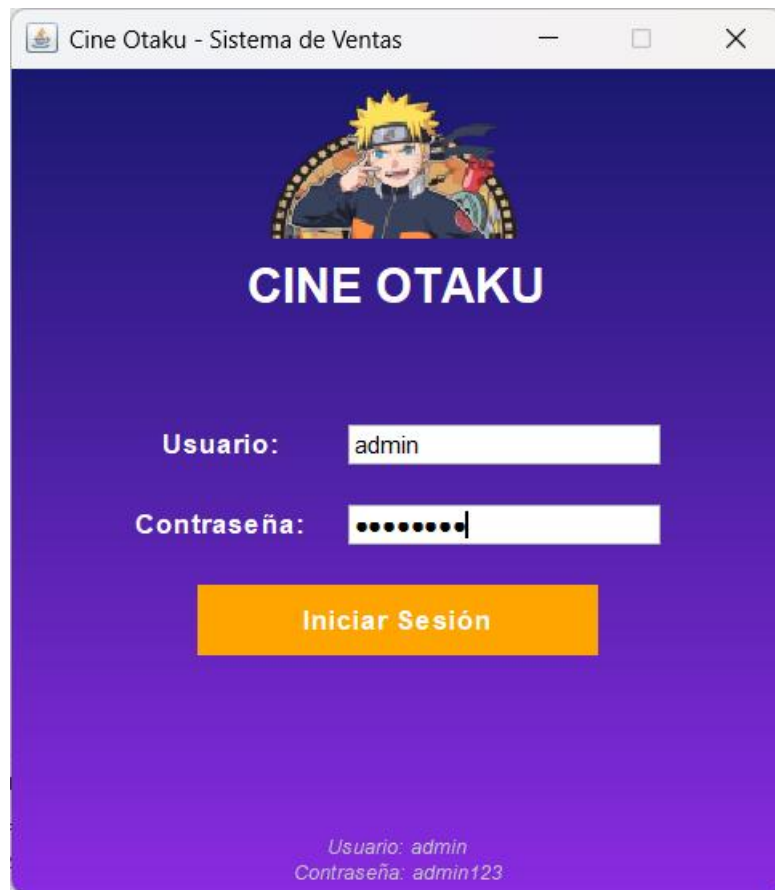 Cine Otaku - Sistema de Ventas
CINE OTAKU
Usuario: admin
Contraseña: ••••••••
Iniciar Sesión
Usuario: admin
Contraseña: admin123